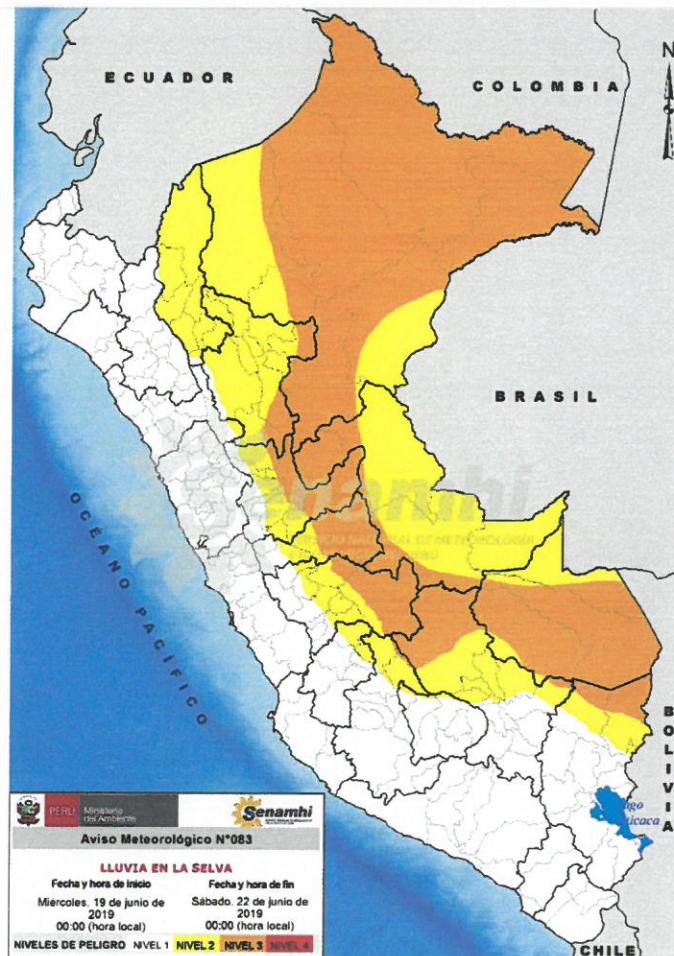 ECUADOR
COLOMBIA
N
BRASIL
Senamhi
OCÉANO PACÍFICO
BOLIVIA
CHILE
PERÚ Ministerio del Ambiente
Senamhi
Aviso Meteorológico N°083
LLUVIA EN LA SELVA
Fecha y hora de inicio Fecha y hora de fin
Miércoles, 19 de junio de Sábado, 22 de junio de
2019 2019
00:00 (hora local) 00:00 (hora local)
NIVELES DE PELIGRO NIVEL 1 NIVEL 2 NIVEL 3 NIVEL 4